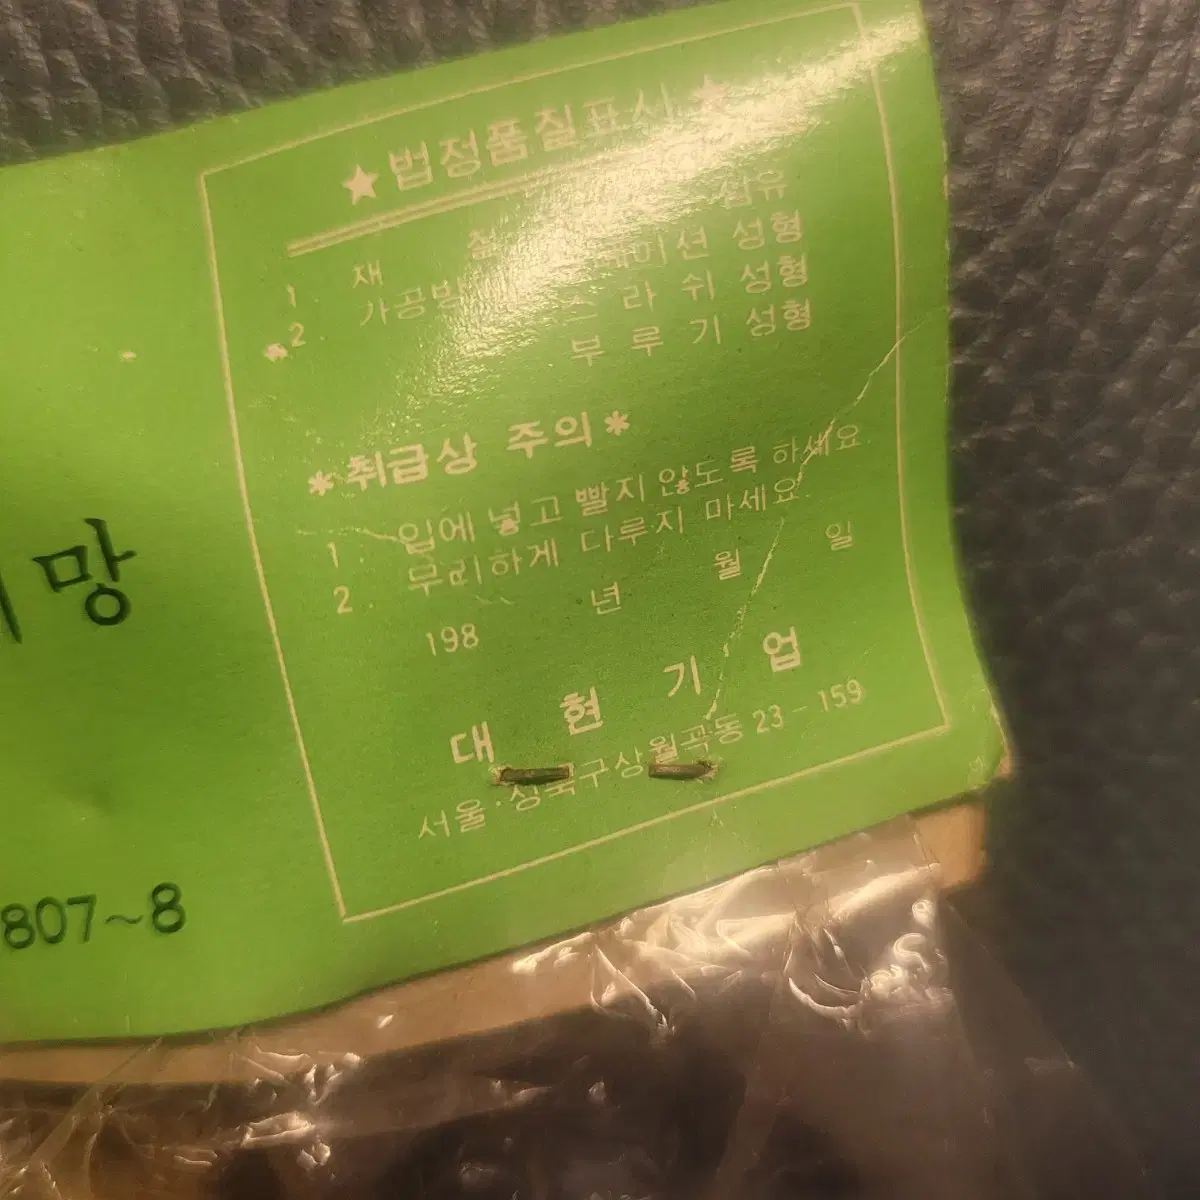 ★법정품질표시★
1. 재 질 섬유
2. 가공방 성형
스라쉬 성형
부루기 성형
*취급상 주의*
1. 입에 넣고 빨지 않도록 하세요
2. 무리하게 다루지 마세요
198 년 월 일
대현기업
서울·성북구상월곡동 23-159
망
807~8